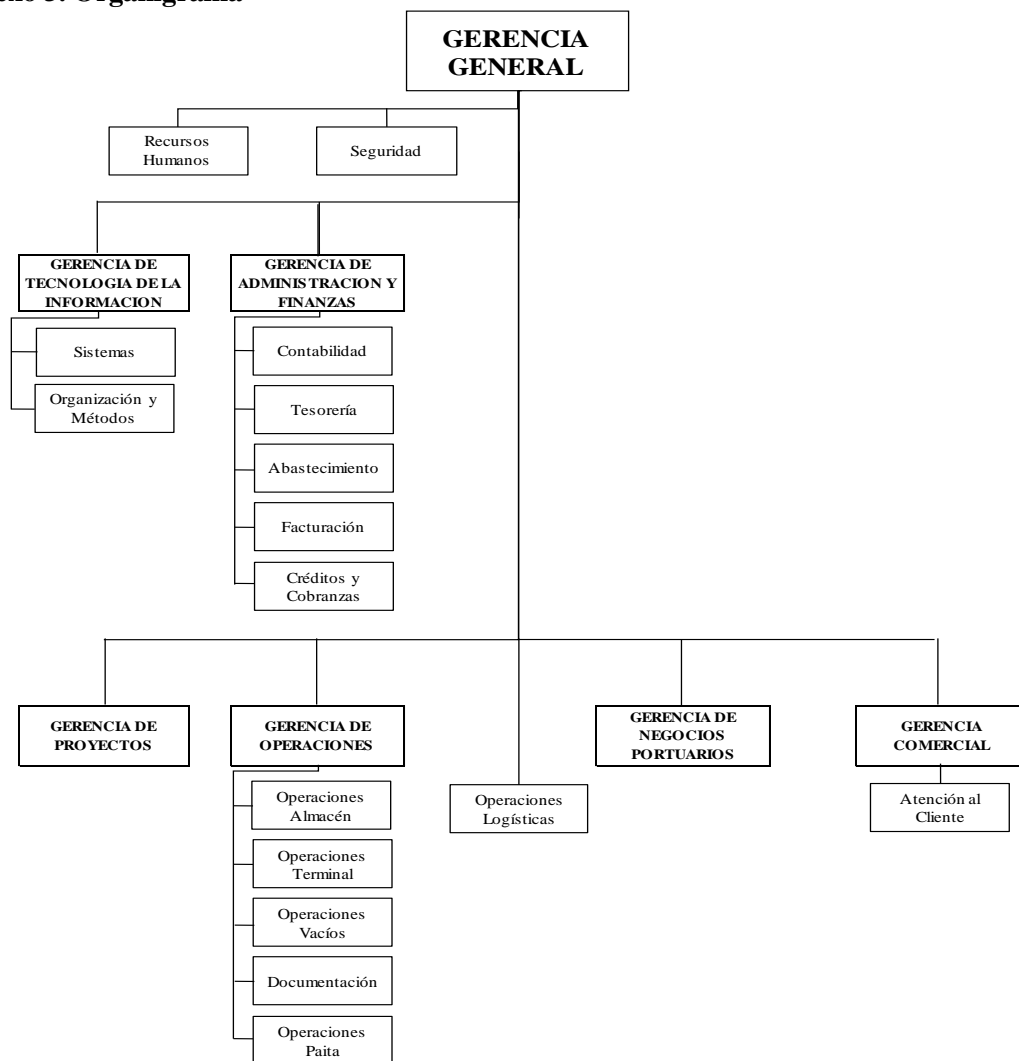 GERENCIA
GENERAL
Recursos
Humanos
Seguridad
GERENCIA DE
TECNOLOGIA DE LA
INFORMACION
GERENCIA DE
ADMINISTRACION Y
FINANZAS
Sistemas
Organización y
Métodos
Contabilidad
Tesorería
Abastecimiento
Facturación
Créditos y
Cobranzas
GERENCIA DE
PROYECTOS
GERENCIA DE
OPERACIONES
GERENCIA DE
NEGOCIOS
PORTUARIOS
GERENCIA
COMERCIAL
Operaciones
Almacén
Operaciones
Terminal
Operaciones
Vacíos
Documentación
Operaciones
Paita
Operaciones
Logísticas
Atención al
Cliente